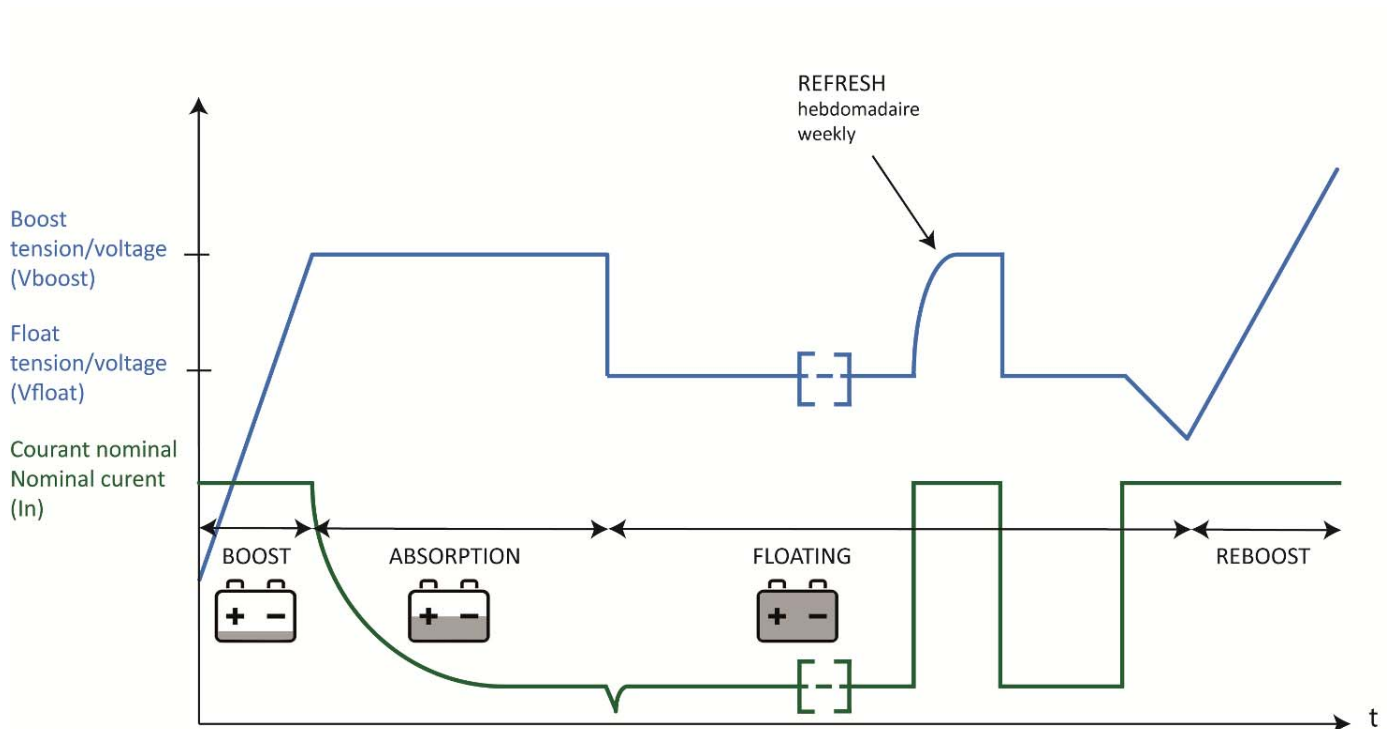 REFRESH
hebdomadaire
weekly
Boost
tension/voltage
(Vboost)
Float
tension/voltage
(Vfloat)
Courant nominal
Nominal curent
(In)
BOOST
ABSORPTION
FLOATING
REBOOST
+ −
+ −
+ −
t